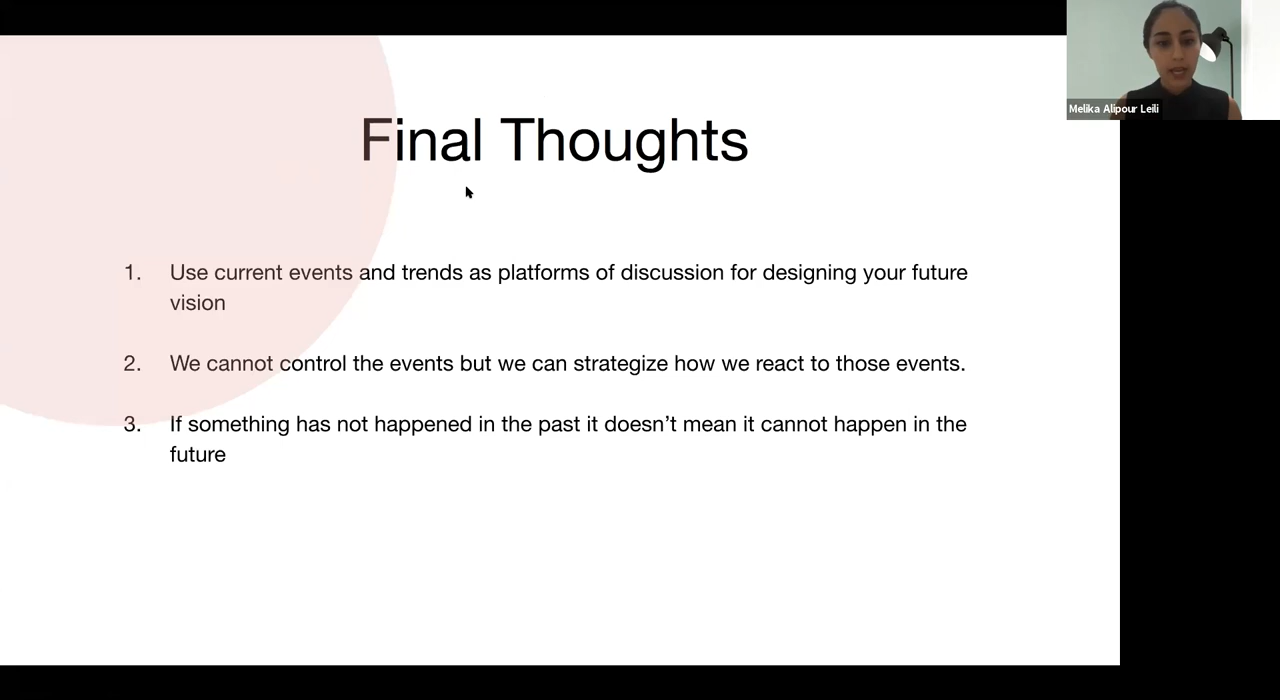 Final Thoughts
1. Use current events and trends as platforms of discussion for designing your future
vision
2. We cannot control the events but we can strategize how we react to those events.
3. If something has not happened in the past it doesn’t mean it cannot happen in the
future
Melika Alipour Leili